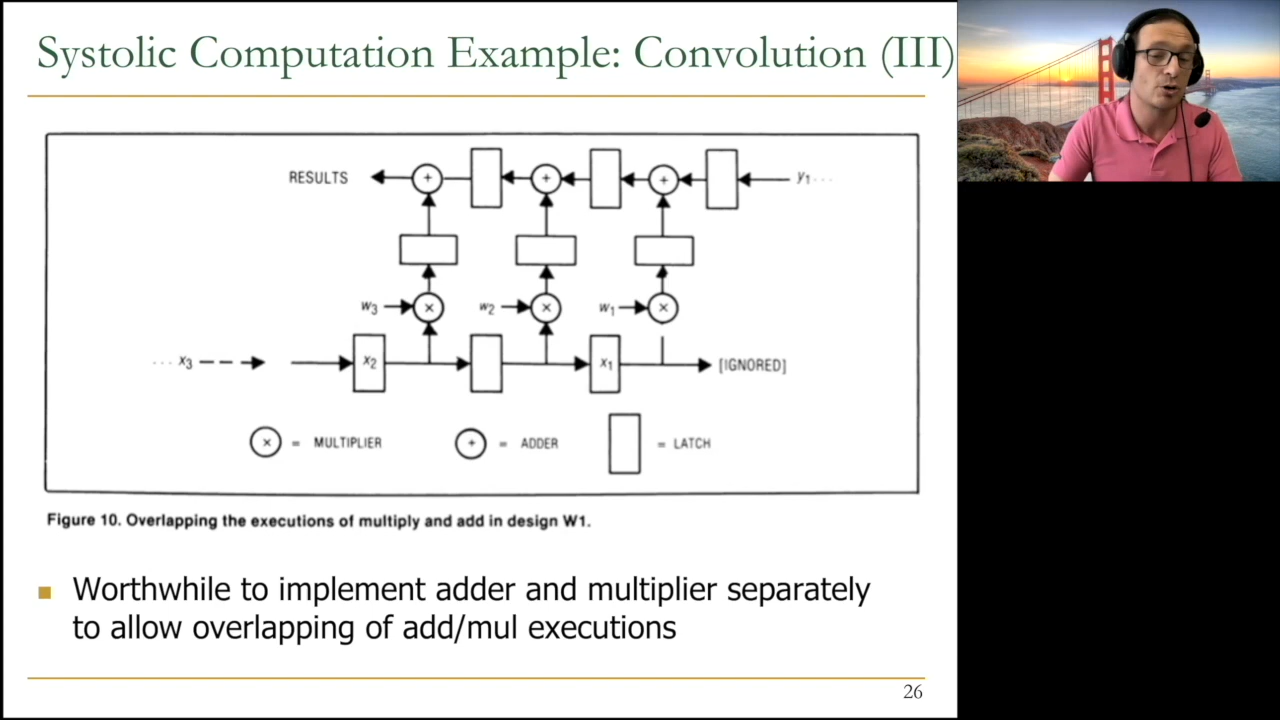 Systolic Computation Example: Convolution (III)
RESULTS
y1 ...
w3
w2
w1
×
×
×
+
+
+
... x3
x2
x1
[IGNORED]
× = MULTIPLIER
+ = ADDER
= LATCH
Figure 10. Overlapping the executions of multiply and add in design W1.
Worthwhile to implement adder and multiplier separately
to allow overlapping of add/mul executions
26